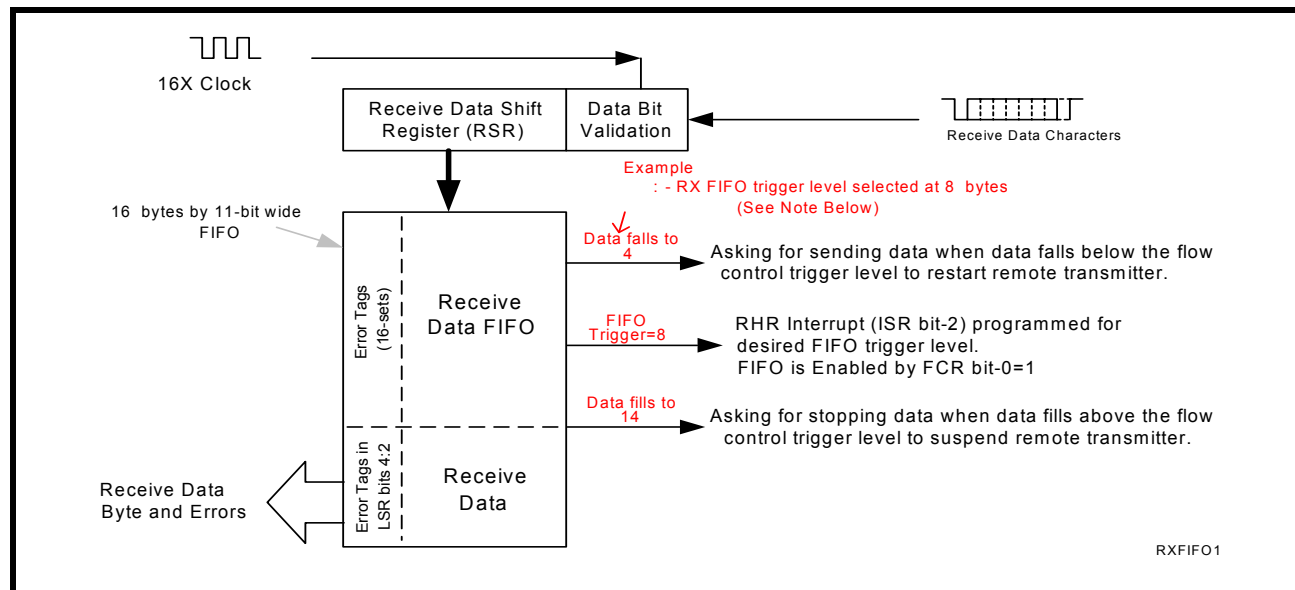 16X Clock
Receive Data Shift
Register (RSR)
Data Bit
Validation
Receive Data Characters
Example
: - RX FIFO trigger level selected at 8 bytes
(See Note Below)
16 bytes by 11-bit wide
FIFO
Error Tags
(16-sets)
Receive
Data FIFO
Data falls to
4
Asking for sending data when data falls below the flow
control trigger level to restart remote transmitter.
FIFO
Trigger=8
RHR Interrupt (ISR bit-2) programmed for
desired FIFO trigger level.
FIFO is Enabled by FCR bit-0=1
Data fills to
14
Asking for stopping data when data fills above the flow
control trigger level to suspend remote transmitter.
Error Tags in
LSR bits 4:2
Receive
Data
Receive Data
Byte and Errors
RXFIFO1